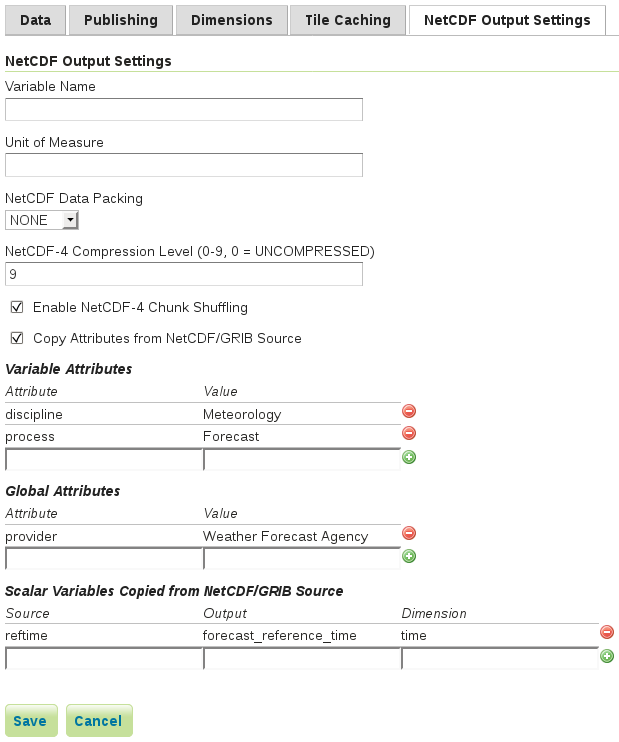 Data Publishing Dimensions Tile Caching NetCDF Output Settings
NetCDF Output Settings
Variable Name
Unit of Measure
NetCDF Data Packing
NONE
NetCDF-4 Compression Level (0-9, 0 = UNCOMPRESSED)
9
Enable NetCDF-4 Chunk Shuffling
Copy Attributes from NetCDF/GRIB Source
Variable Attributes
Attribute Value
discipline Meteorology
process Forecast
Global Attributes
Attribute Value
provider Weather Forecast Agency
Scalar Variables Copied from NetCDF/GRIB Source
Source Output Dimension
reftime forecast_reference_time time
Save Cancel